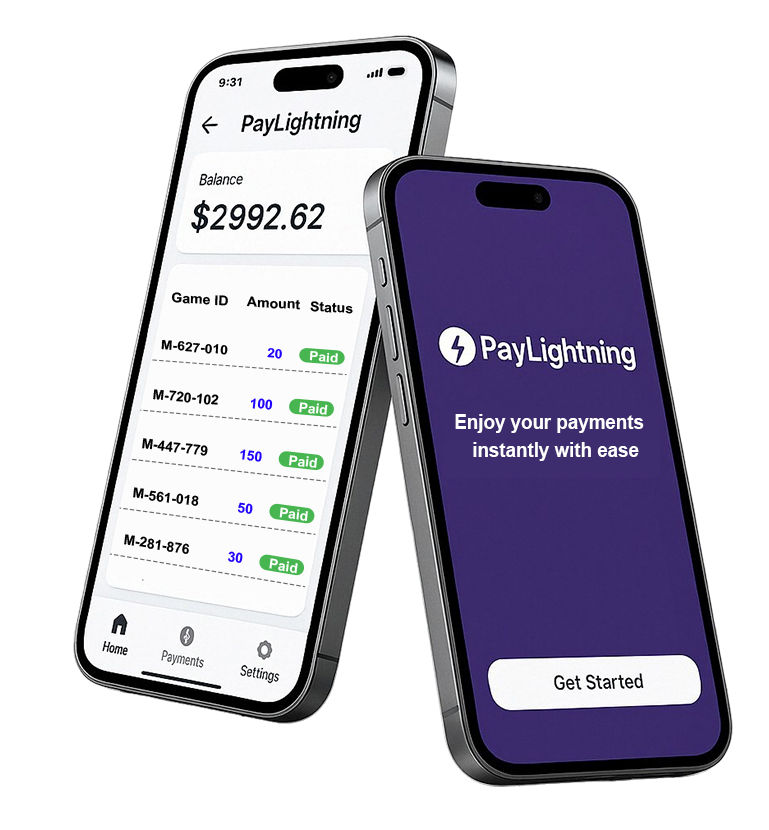 9:31
PayLightning
Balance
$2992.62
Game ID Amount Status
M-627-010 20 Paid
M-720-102 100 Paid
M-447-779 150 Paid
M-561-018 50 Paid
M-281-876 30 Paid
Home Payments Settings
PayLightning
Enjoy your payments
instantly with ease
Get Started